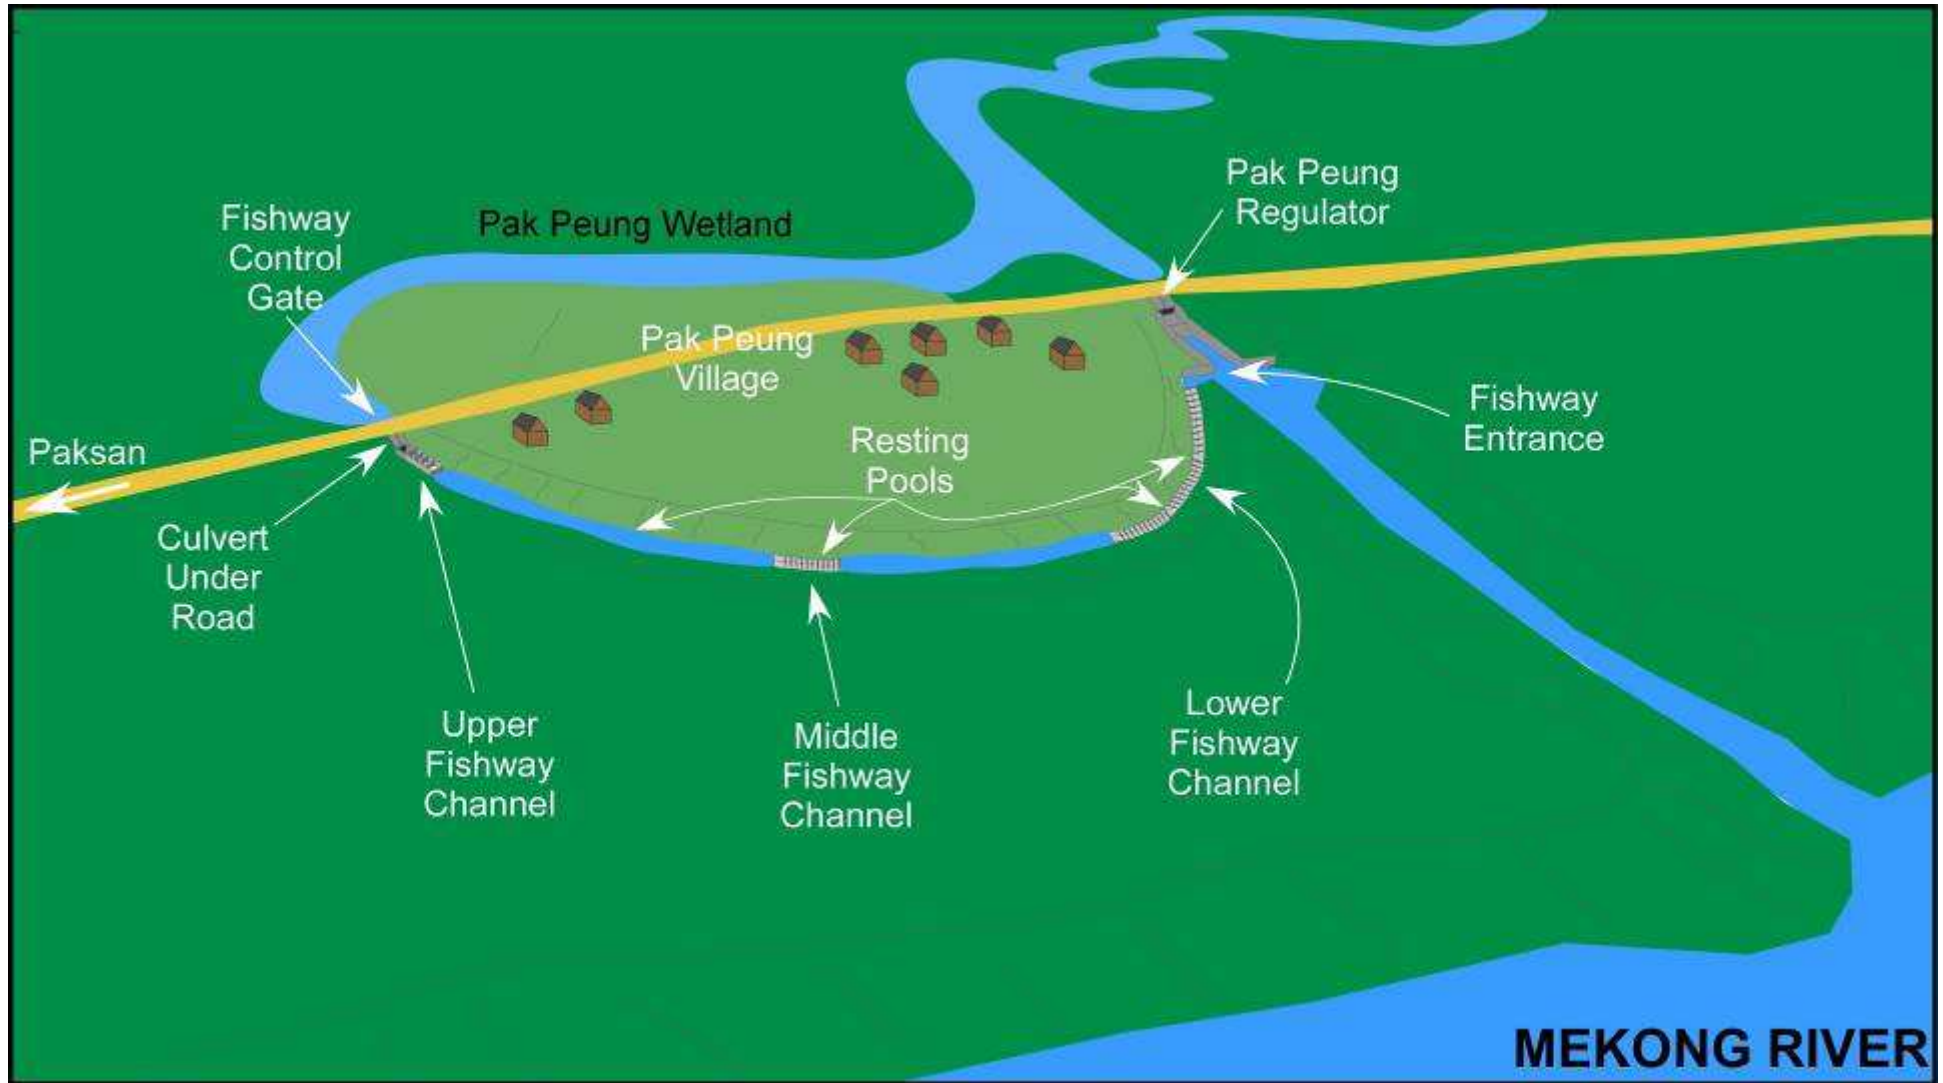 Pak Peung
Regulator
Fishway
Control
Gate
Pak Peung Wetland
Pak Peung
Village
Fishway
Entrance
Paksan
Resting
Pools
Culvert
Under
Road
Upper
Fishway
Channel
Middle
Fishway
Channel
Lower
Fishway
Channel
MEKONG RIVER